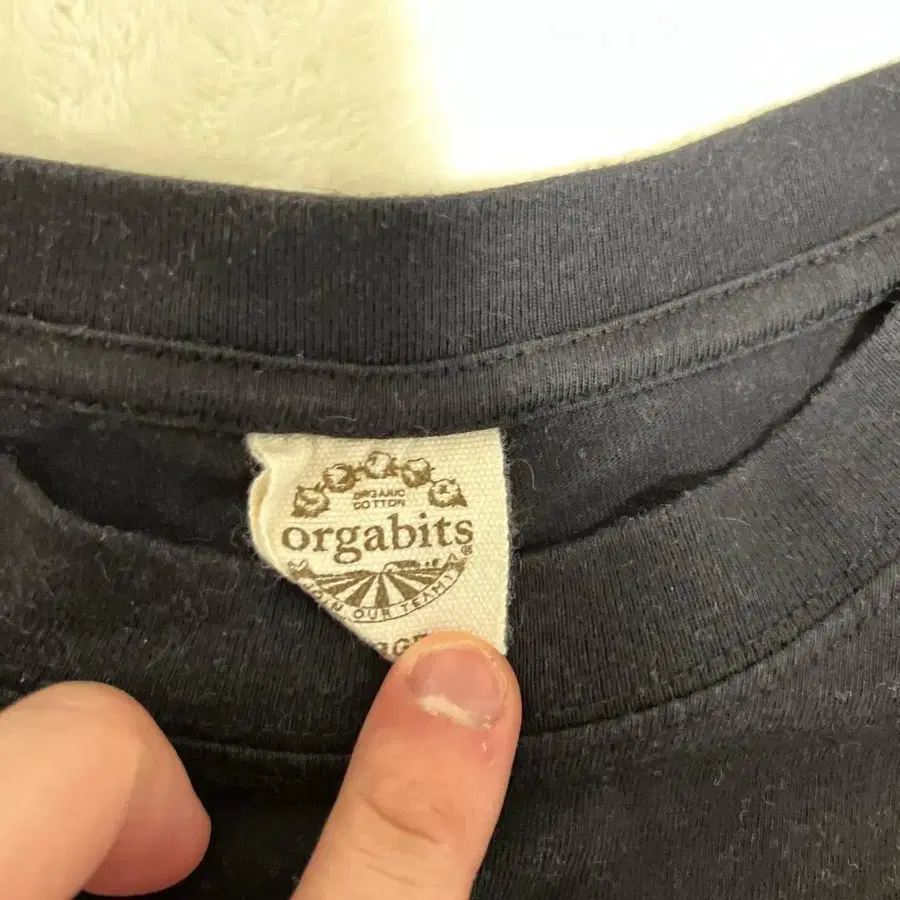 ORGANIC
COTTON
orgabits
®
JOIN OUR TEAM!